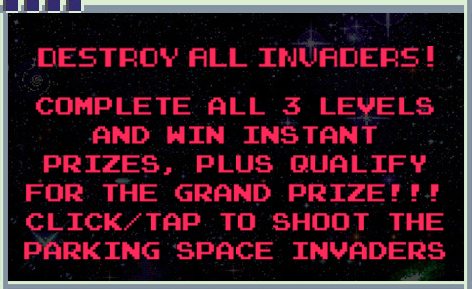 DESTROY ALL INVADERS!
COMPLETE ALL 3 LEVELS
AND WIN INSTANT
PRIZES, PLUS QUALIFY
FOR THE GRAND PRIZE!!!
CLICK/TAP TO SHOOT THE
PARKING SPACE INVADERS